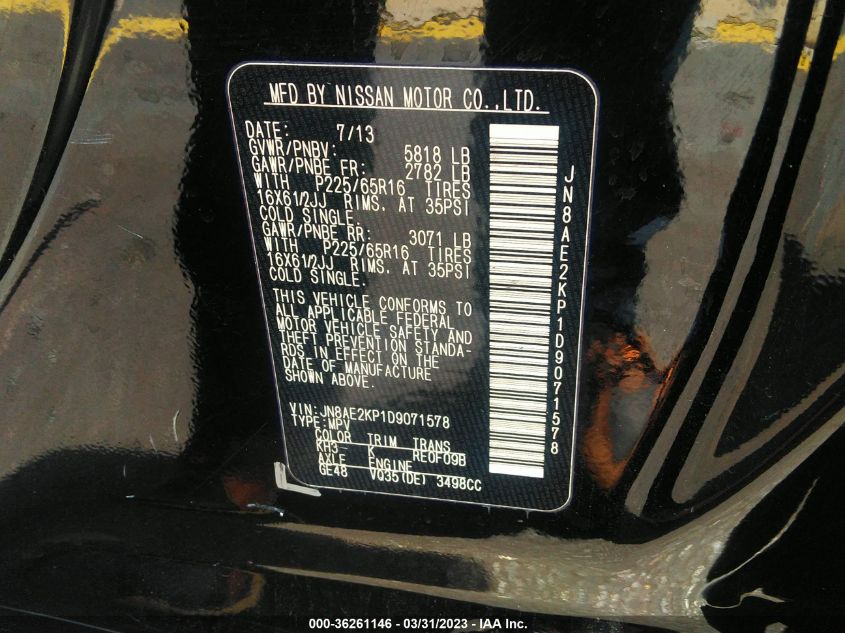 MFD BY NISSAN MOTOR CO.,LTD.
DATE: 7/13
GVWR/PNBV: 5818 LB
GAWR/PNBE FR: 2782 LB
WITH P225/65R16 TIRES
16X61/2JJ RIMS. AT 35PSI
COLD SINGLE.
GAWR/PNBE RR: 3071 LB
WITH P225/65R16 TIRES
16X61/2JJ RIMS. AT 35PSI
COLD SINGLE.
THIS VEHICLE CONFORMS TO
ALL APPLICABLE FEDERAL
MOTOR VEHICLE SAFETY AND
THEFT PREVENTION STANDA-
RDS IN EFFECT ON THE
DATE OF MANUFACTURE
SHOWN ABOVE.
VIN:JN8AE2KP1D9071578
TYPE:MPV
COLOR TRIM TRANS
KH3 K RE0F09B
AXLE ENGINE
GE48 VQ35(DE) 3498CC
JN8AE2KP1D9071578
000-36261146 - 03/31/2023 - IAA Inc.